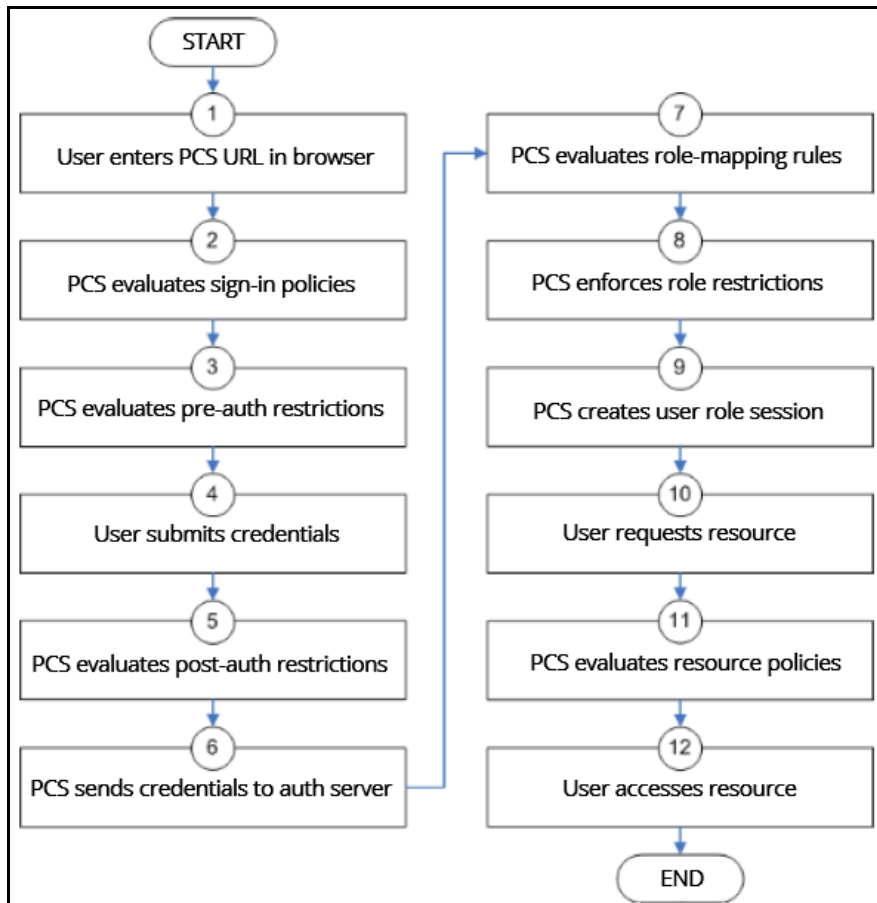 START
1
User enters PCS URL in browser
2
PCS evaluates sign-in policies
3
PCS evaluates pre-auth restrictions
4
User submits credentials
5
PCS evaluates post-auth restrictions
6
PCS sends credentials to auth server
7
PCS evaluates role-mapping rules
8
PCS enforces role restrictions
9
PCS creates user role session
10
User requests resource
11
PCS evaluates resource policies
12
User accesses resource
END